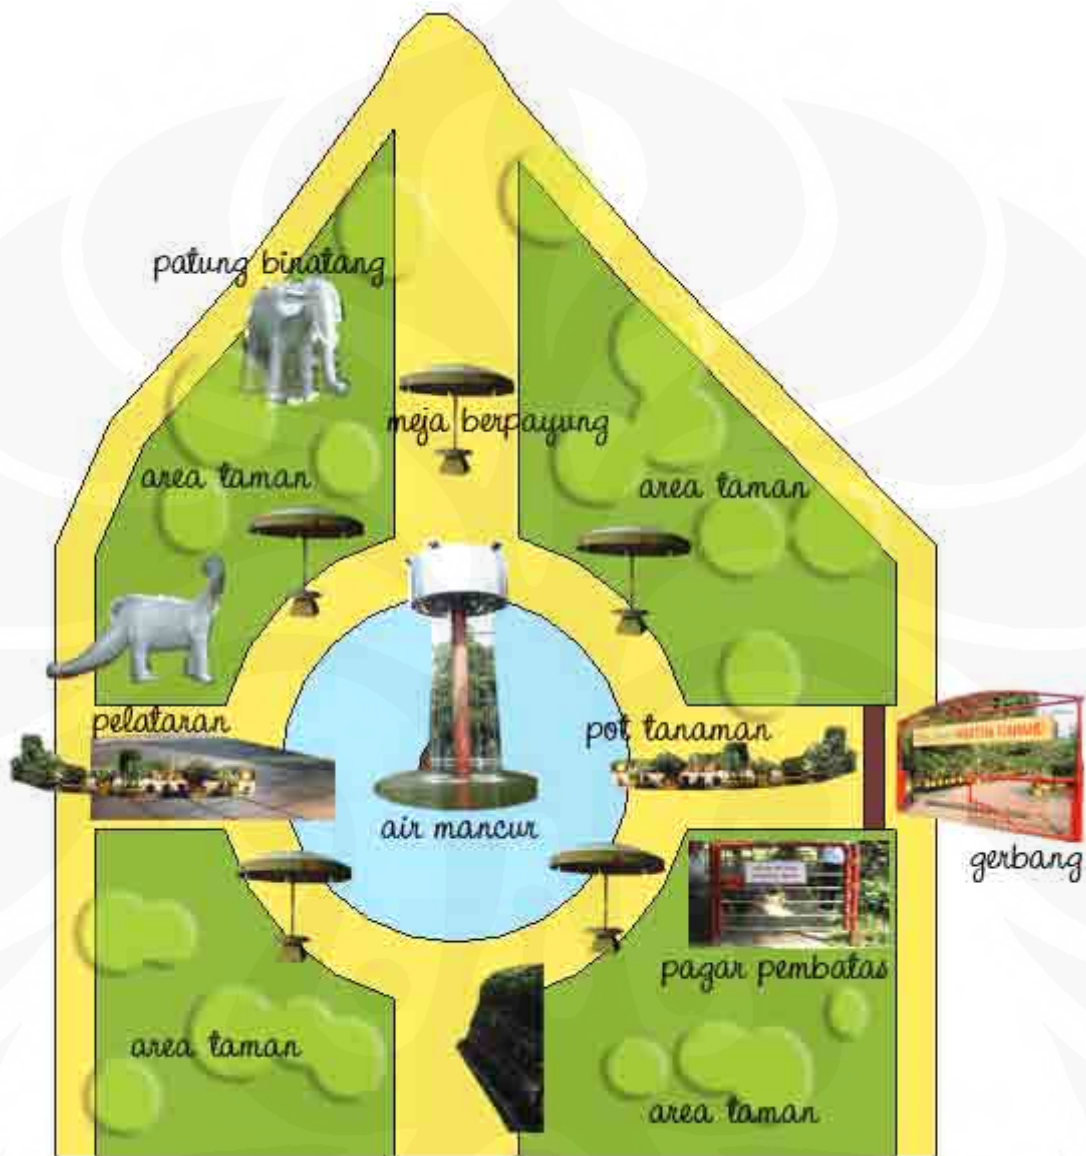 patung binatang
meja berpayung
area taman
area taman
pelataran
pot tanaman
air mancur
gerbang
pagar pembatas
area taman
area taman